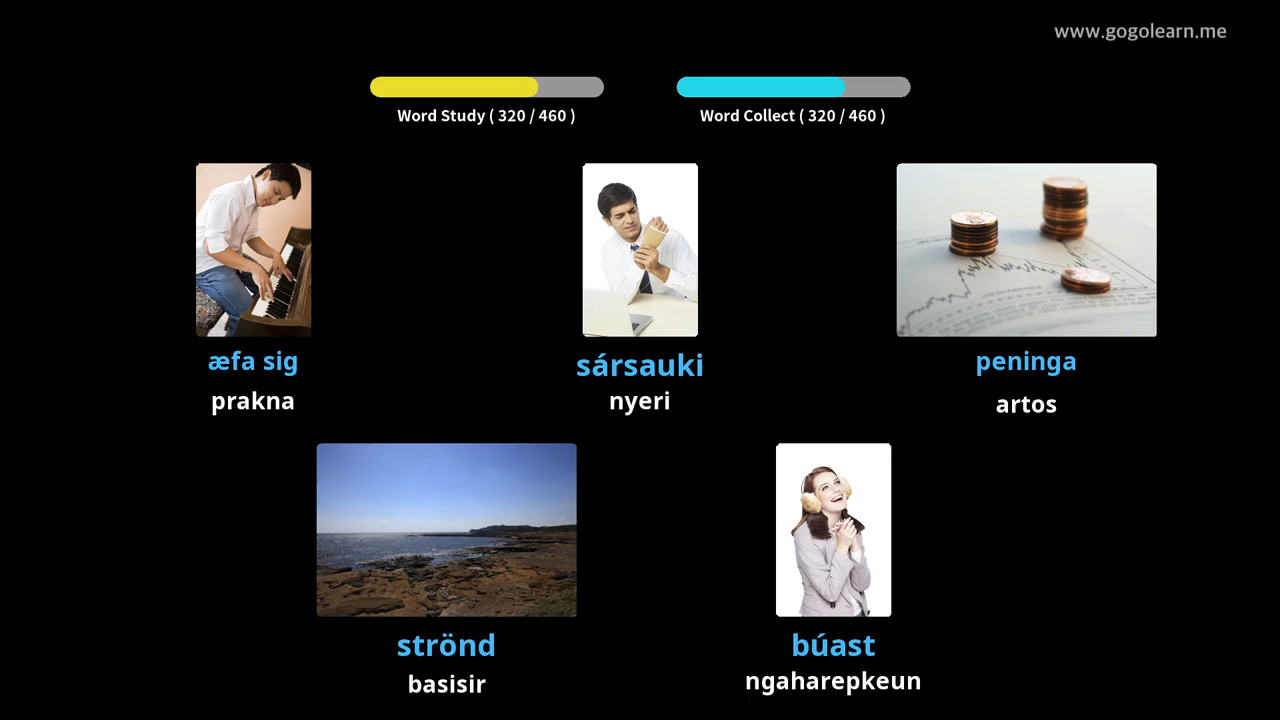 www.gogolearn.me
Word Study ( 320 / 460 )
Word Collect ( 320 / 460 )
æfa sig
prakna
sársauki
nyeri
peninga
artos
strönd
basisir
búast
ngaharepkeun